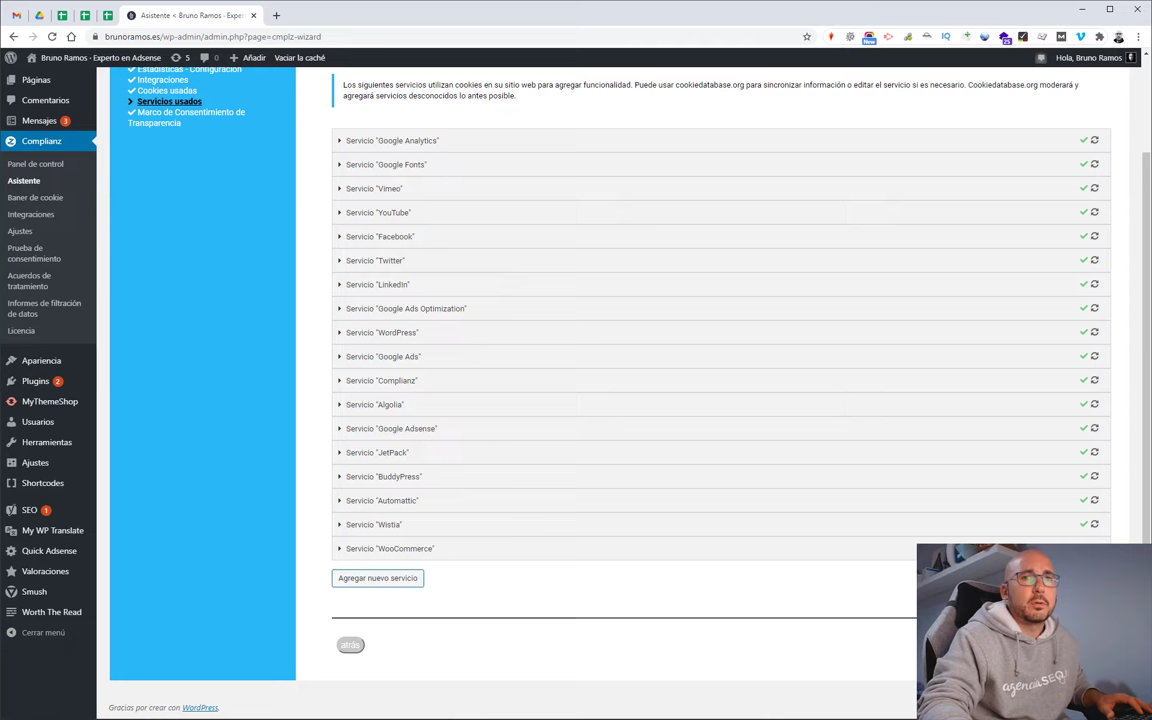 Asistente < Bruno Ramos - Exper
brunoramos.es/wp-admin/admin.php?page=cmplz-wizard
Bruno Ramos - Experto en Adsense
5
0
Añadir
Vaciar la caché
Hola, Bruno Ramos
New
Páginas
Comentarios
Mensajes 3
Complianz
Panel de control
Asistente
Baner de cookie
Integraciones
Ajustes
Prueba de
consentimiento
Acuerdos de
tratamiento
Informes de filtración
de datos
Licencia
Apariencia
Plugins 2
MyThemeShop
Usuarios
Herramientas
Ajustes
Shortcodes
SEO 1
My WP Translate
Quick Adsense
Valoraciones
Smush
Worth The Read
Cerrar menú
Estadísticas - Configuración
Integraciones
Cookies usadas
Servicios usados
Marco de Consentimiento de
Transparencia
Los siguientes servicios utilizan cookies en su sitio web para agregar funcionalidad. Puede usar cookiedatabase.org para sincronizar información o editar el servicio si es necesario. Cookiedatabase.org moderará y
agregará servicios desconocidos lo antes posible.
Servicio "Google Analytics"
Servicio "Google Fonts"
Servicio "Vimeo"
Servicio "YouTube"
Servicio "Facebook"
Servicio "Twitter"
Servicio "LinkedIn"
Servicio "Google Ads Optimization"
Servicio "WordPress"
Servicio "Google Ads"
Servicio "Complianz"
Servicio "Algolia"
Servicio "Google Adsense"
Servicio "JetPack"
Servicio "BuddyPress"
Servicio "Automattic"
Servicio "Wistia"
Servicio "WooCommerce"
Agregar nuevo servicio
atrás
Gracias por crear con WordPress.
agenciaSEO